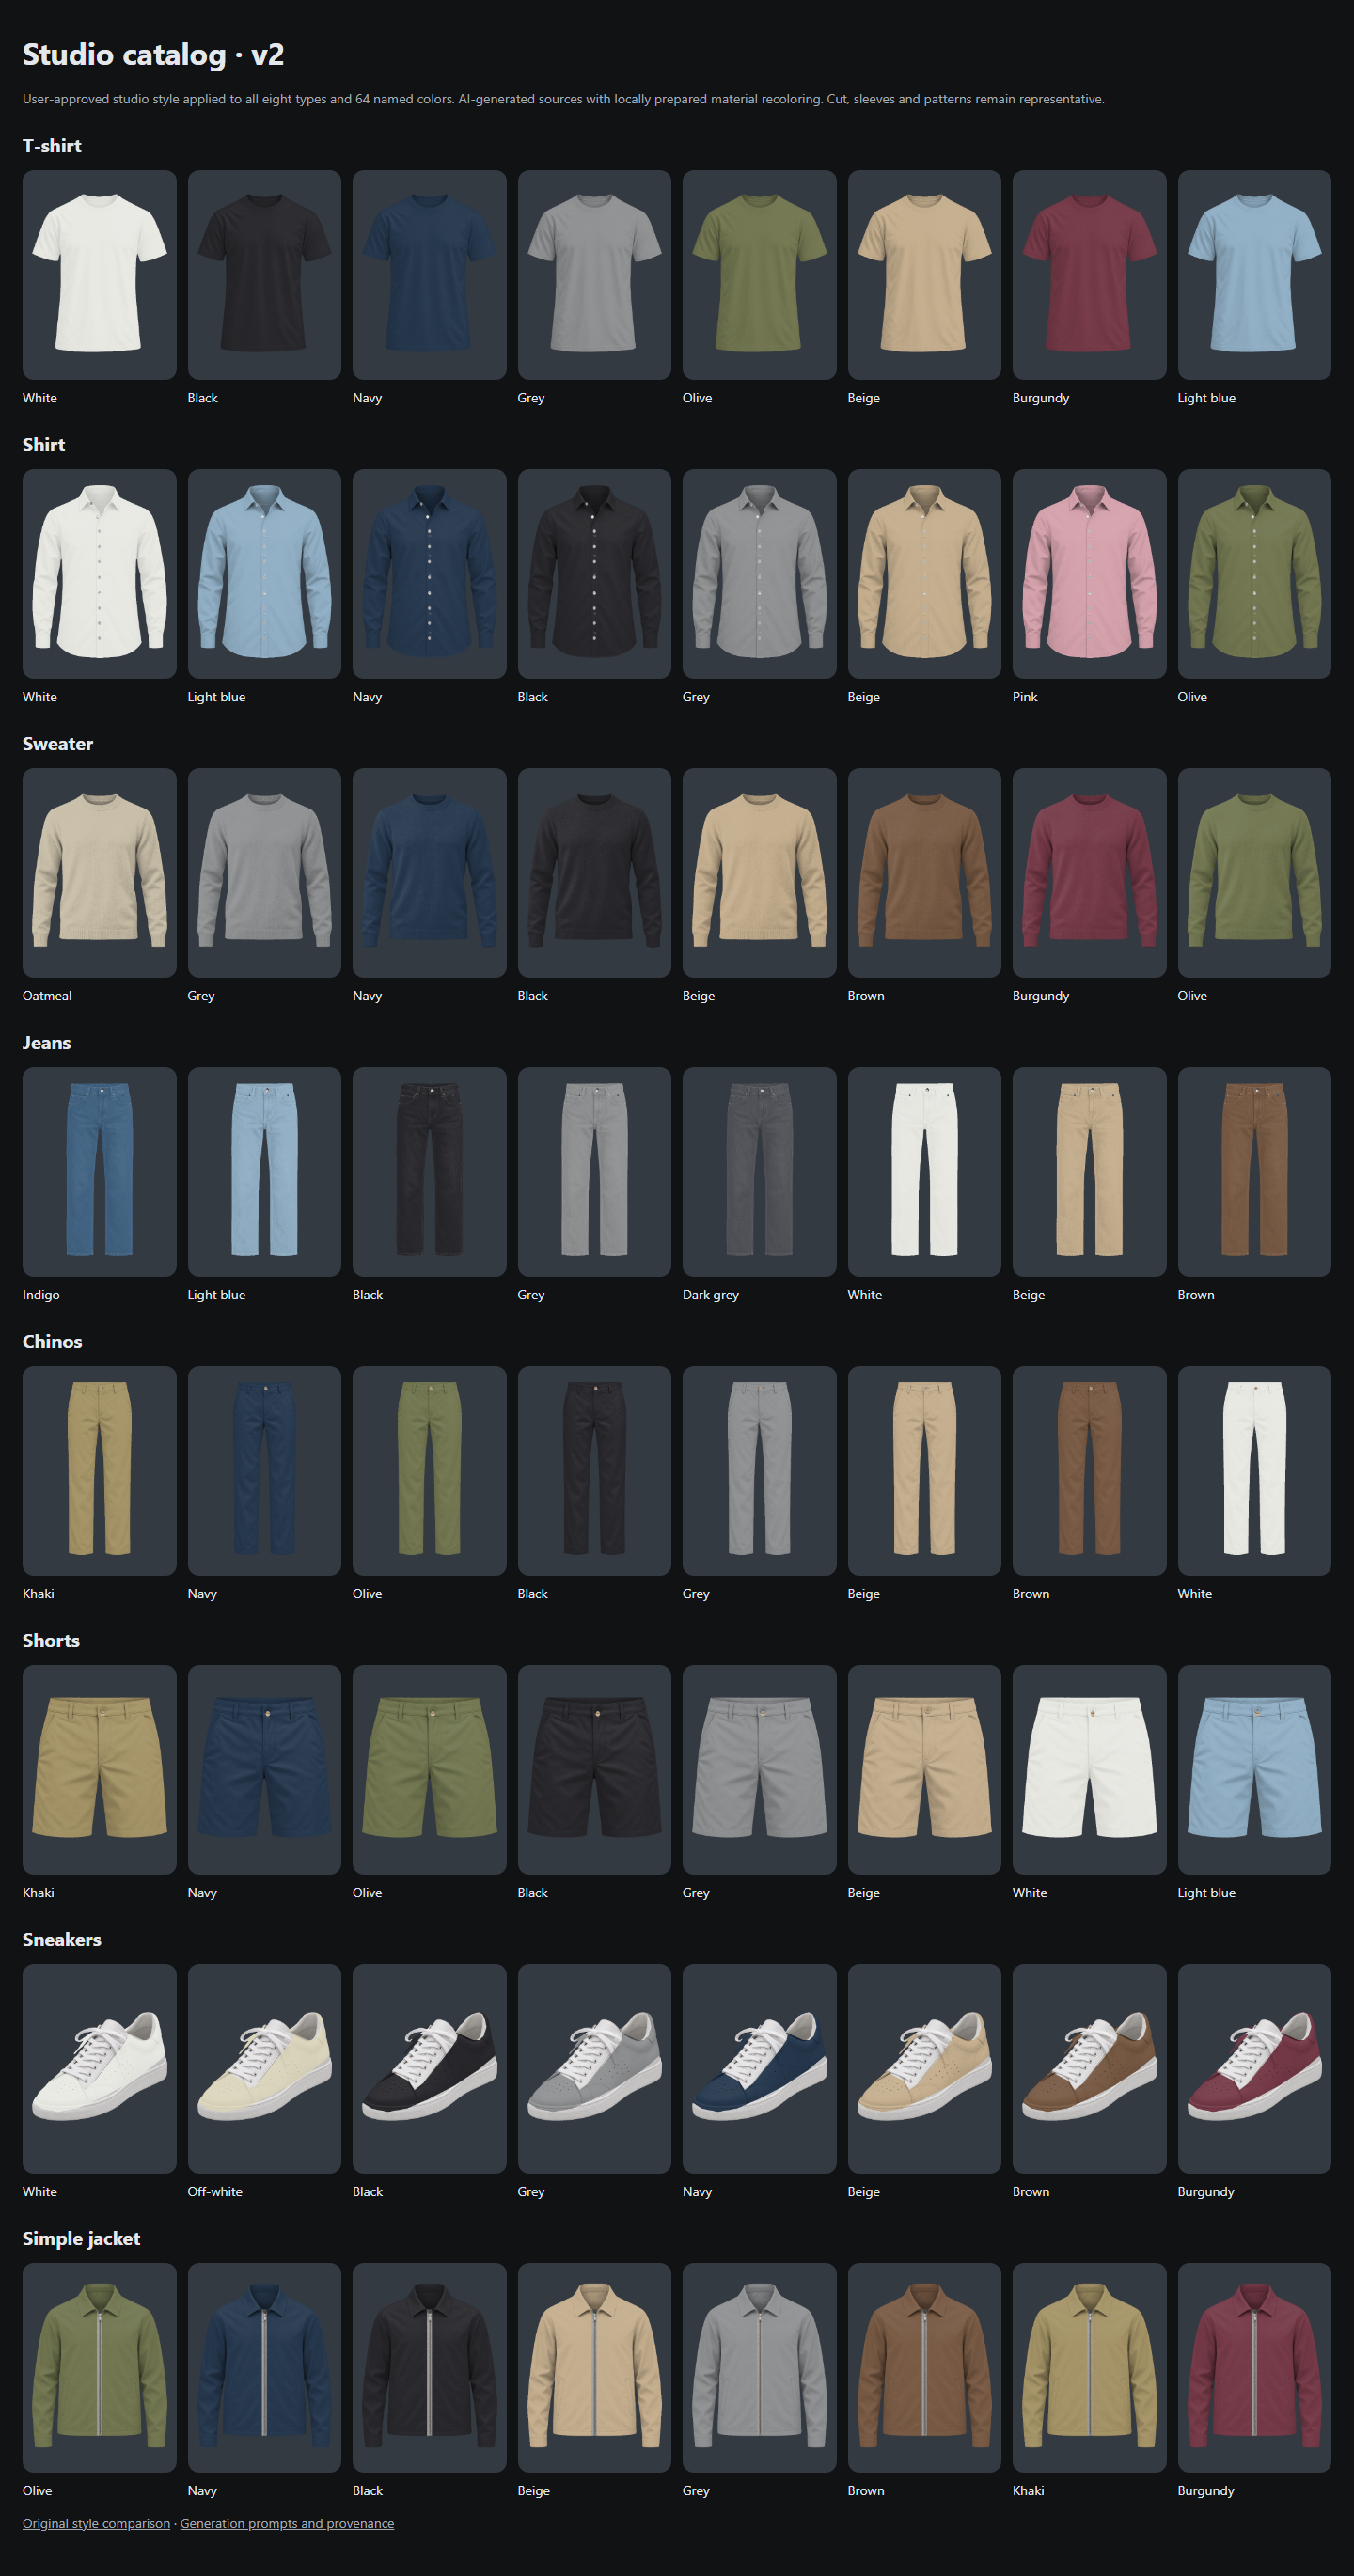 Studio catalog · v2
User-approved studio style applied to all eight types and 64 named colors. AI-generated sources with locally prepared material recoloring. Cut, sleeves and patterns remain representative.
T-shirt
White Black Navy Grey Olive Beige Burgundy Light blue
Shirt
White Light blue Navy Black Grey Beige Pink Olive
Sweater
Oatmeal Grey Navy Black Beige Brown Burgundy Olive
Jeans
Indigo Light blue Black Grey Dark grey White Beige Brown
Chinos
Khaki Navy Olive Black Grey Beige Brown White
Shorts
Khaki Navy Olive Black Grey Beige White Light blue
Sneakers
White Off-white Black Grey Navy Beige Brown Burgundy
Simple jacket
Olive Navy Black Beige Grey Brown Khaki Burgundy
Original style comparison · Generation prompts and provenance